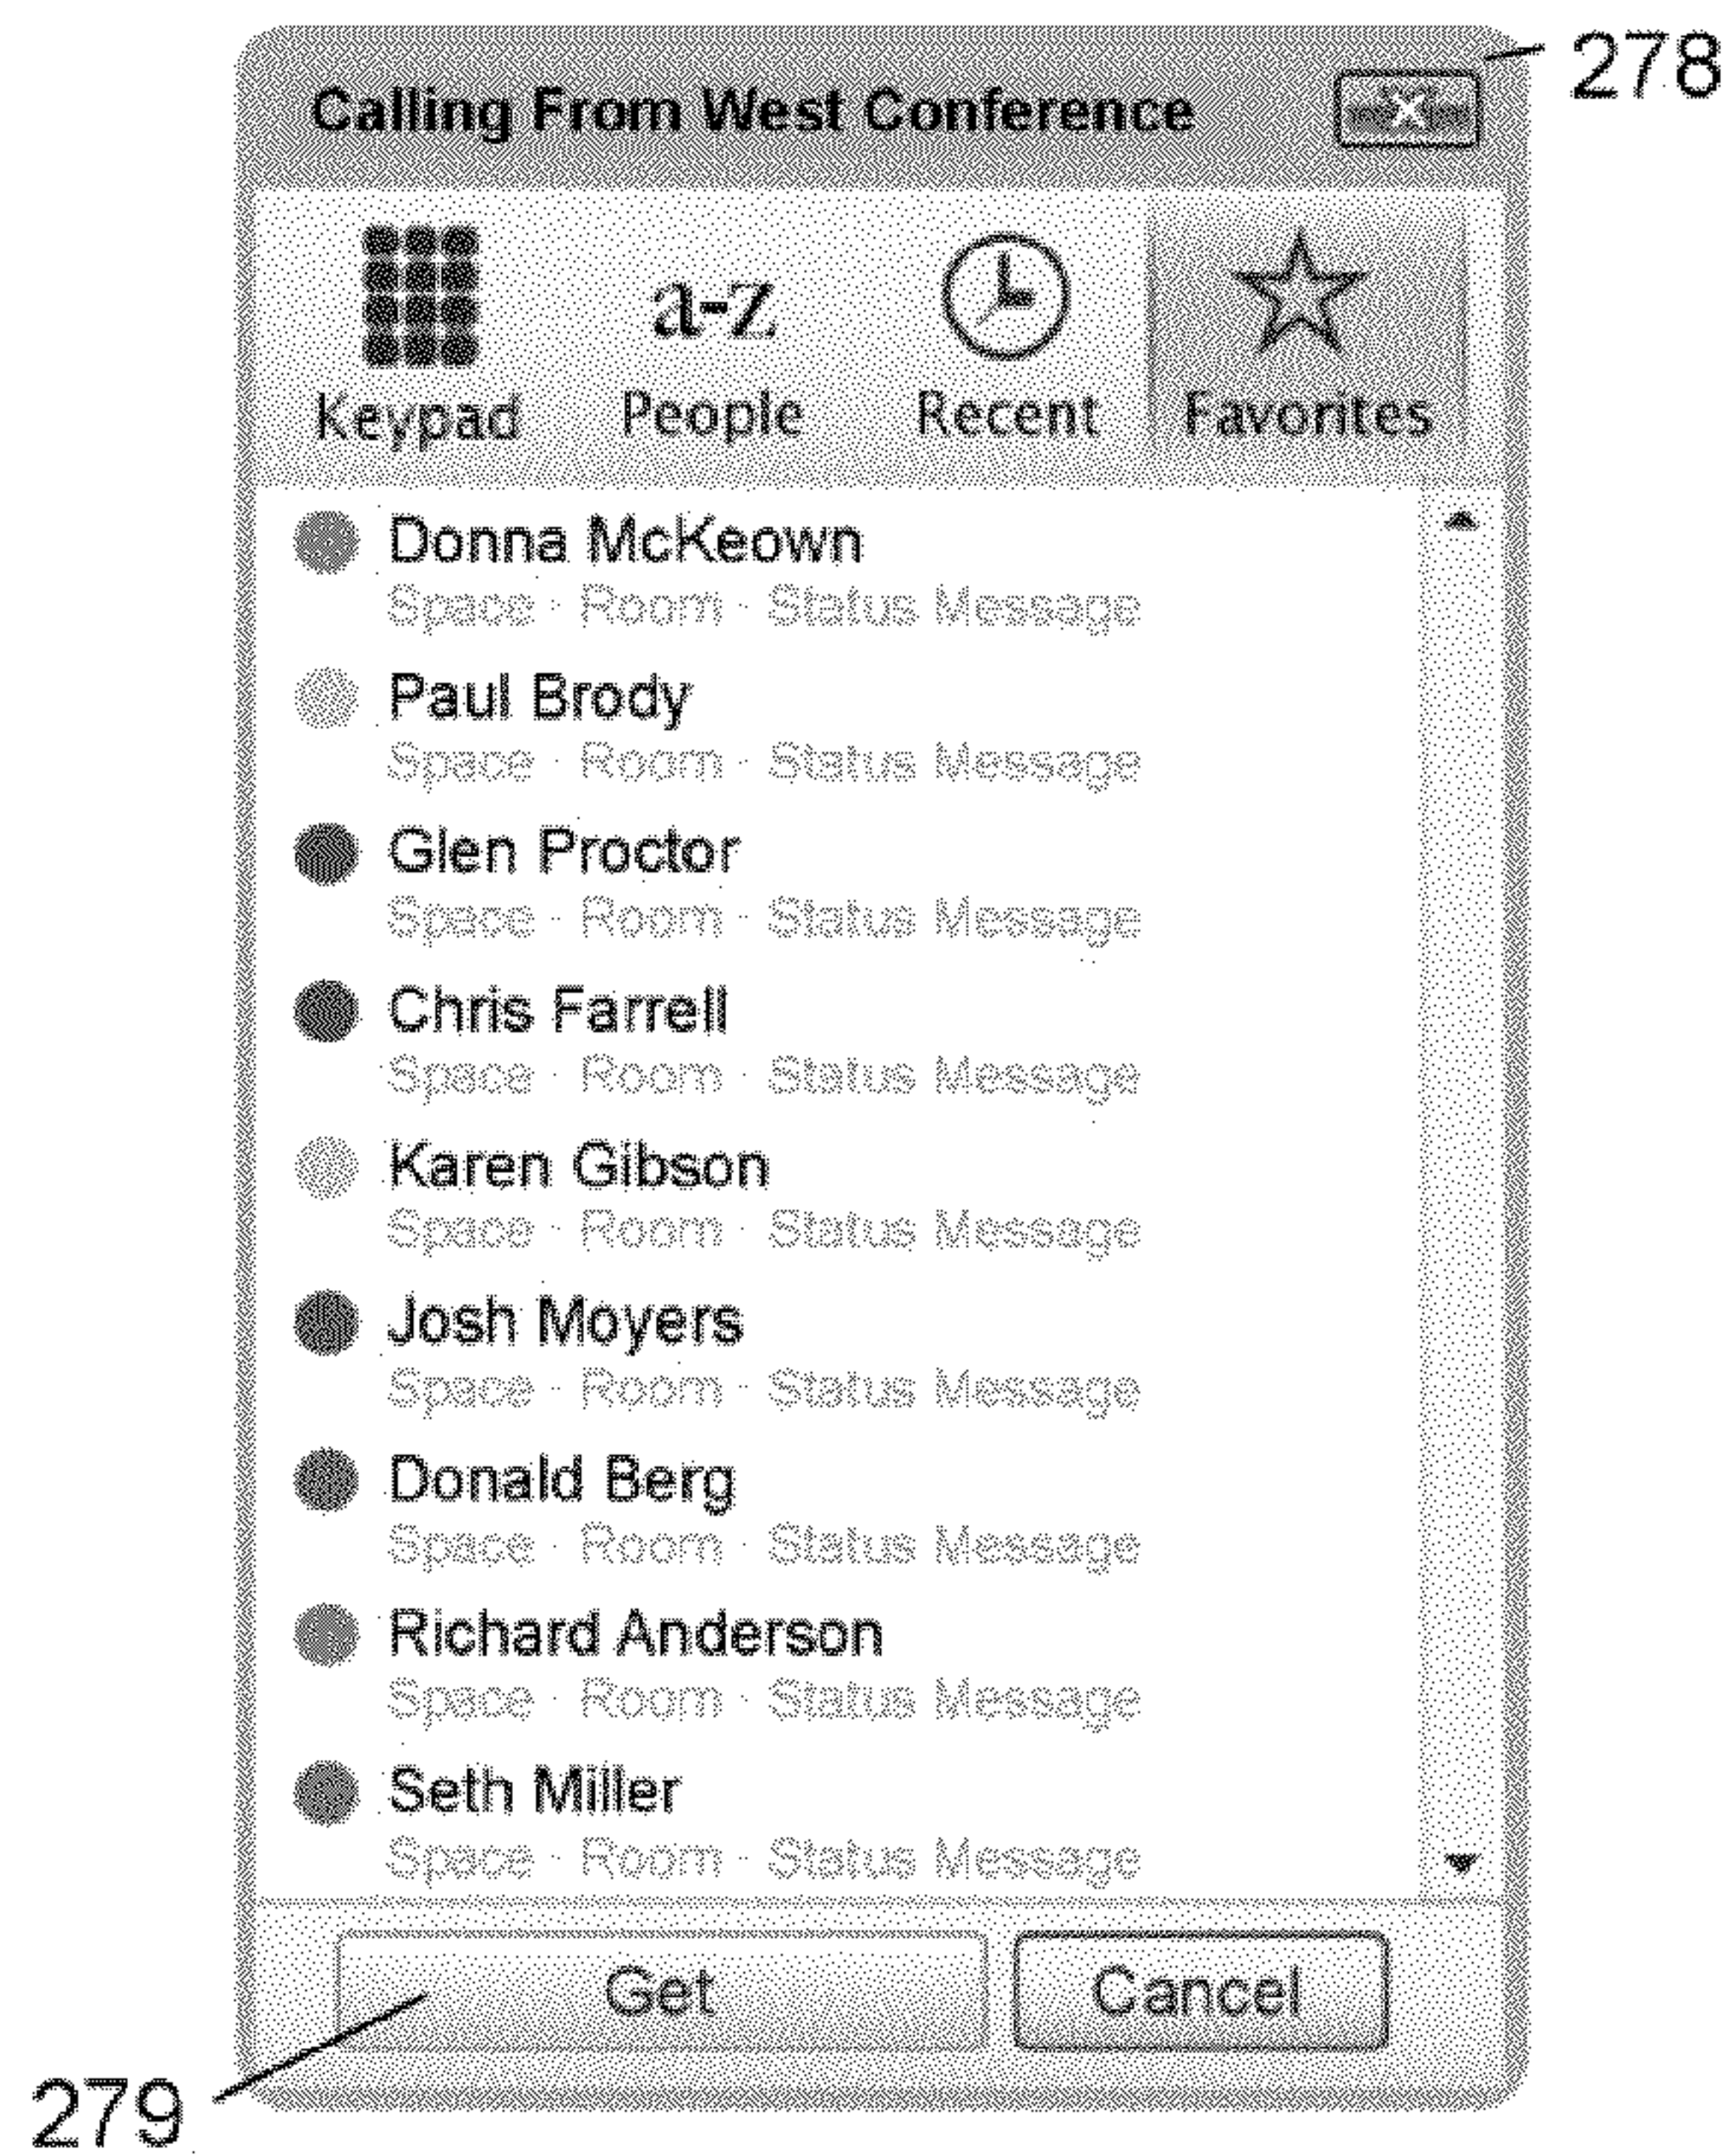 278
Calling From West Conference
X
a-z
Keypad People Recent Favorites
Donna McKeown
Space · Room · Status Message
Paul Brody
Space · Room · Status Message
Glen Proctor
Space · Room · Status Message
Chris Farrell
Space · Room · Status Message
Karen Gibson
Space · Room · Status Message
Josh Moyers
Space · Room · Status Message
Donald Berg
Space · Room · Status Message
Richard Anderson
Space · Room · Status Message
Seth Miller
Space · Room · Status Message
Get Cancel
279